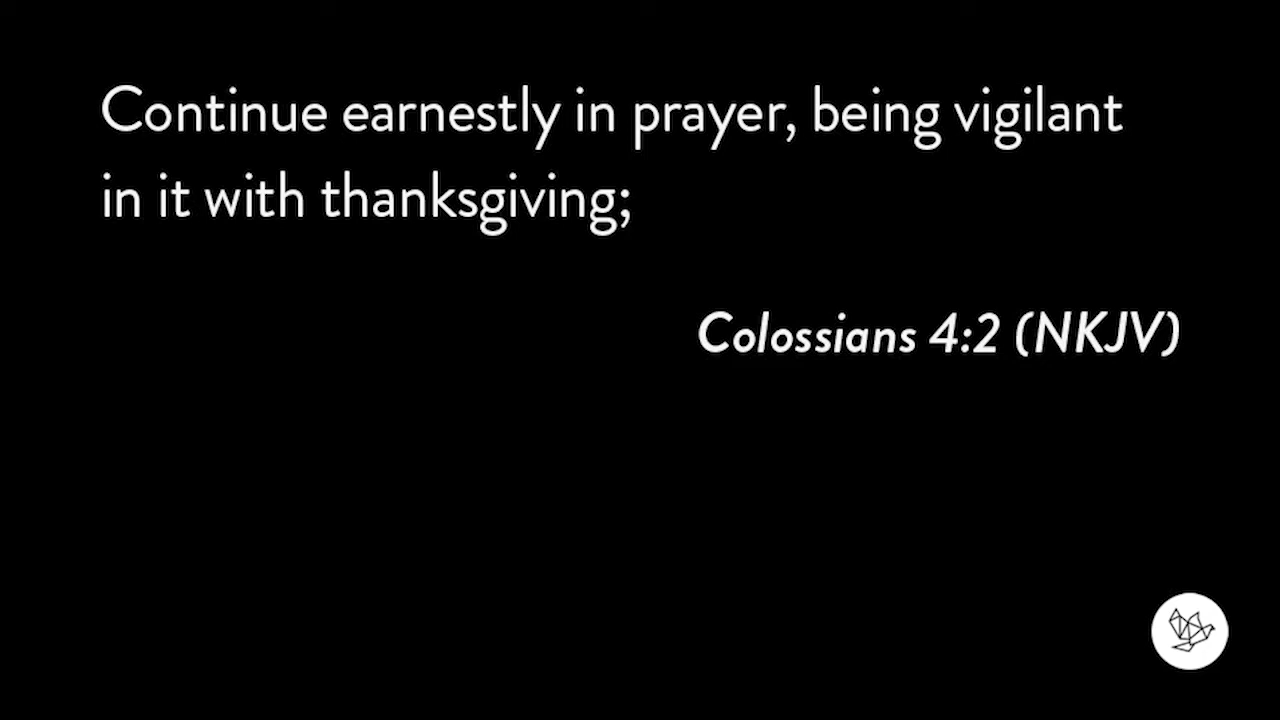 Continue earnestly in prayer, being vigilant
in it with thanksgiving;
Colossians 4:2 (NKJV)